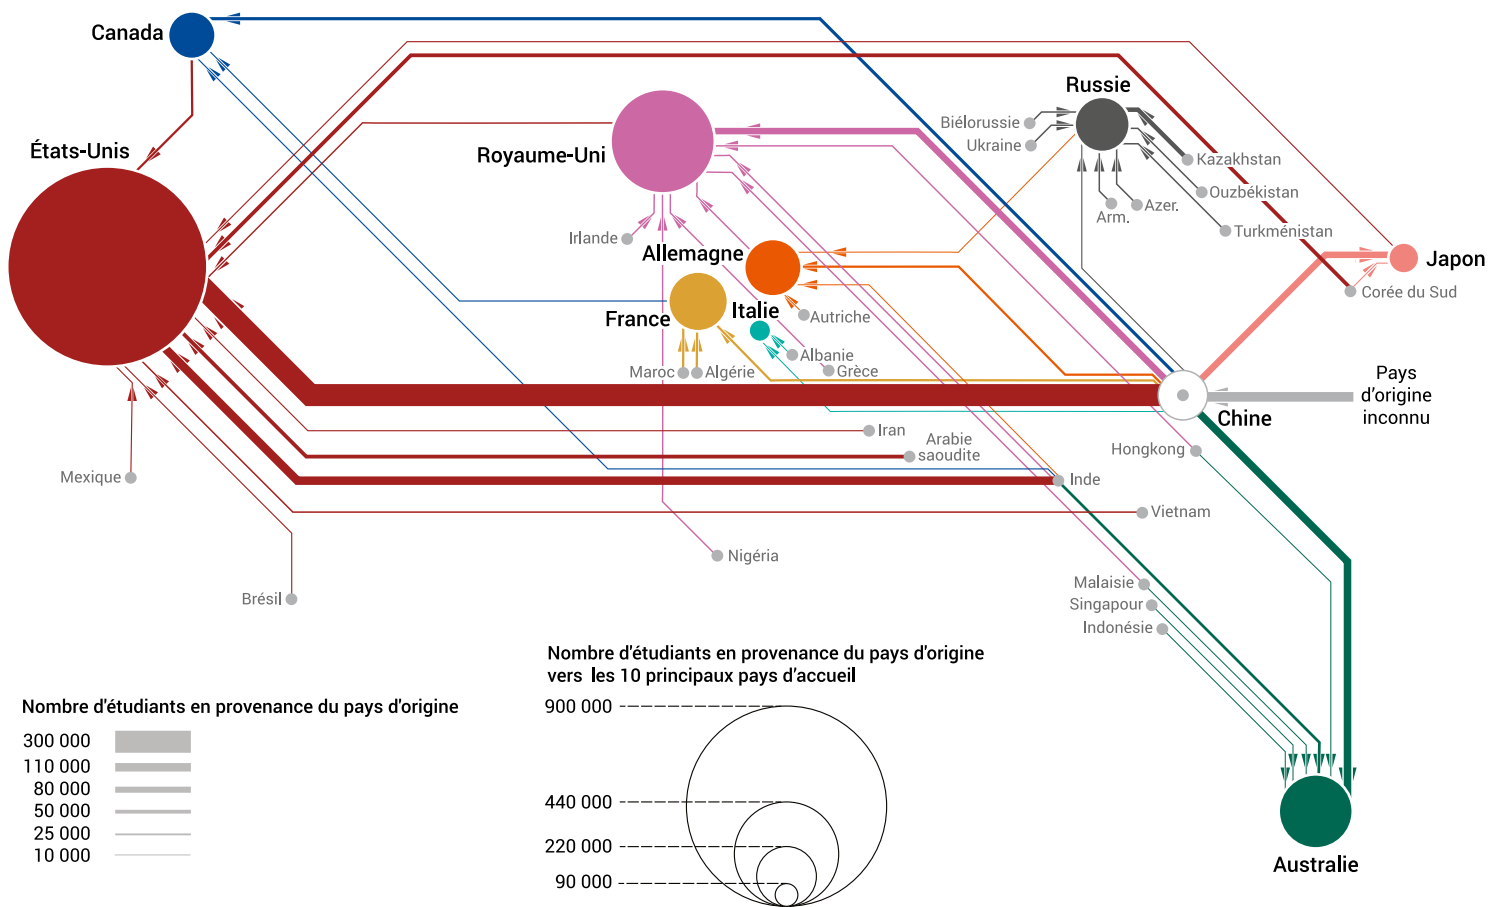 Canada
Russie
Biélorussie
Ukraine
États-Unis
Royaume-Uni
Kazakhstan
Ouzbékistan
Arm.
Azer.
Turkménistan
Irlande
Allemagne
Japon
Corée du Sud
France
Italie
Autriche
Albanie
Maroc
Algérie
Grèce
Pays
d'origine
inconnu
Chine
Iran
Arabie
saoudite
Hongkong
Mexique
Inde
Vietnam
Nigéria
Brésil
Malaisie
Singapour
Indonésie
Nombre d'étudiants en provenance du pays d'origine
vers les 10 principaux pays d'accueil
900 000
440 000
220 000
90 000
Nombre d'étudiants en provenance du pays d'origine
300 000
110 000
80 000
50 000
25 000
10 000
Australie